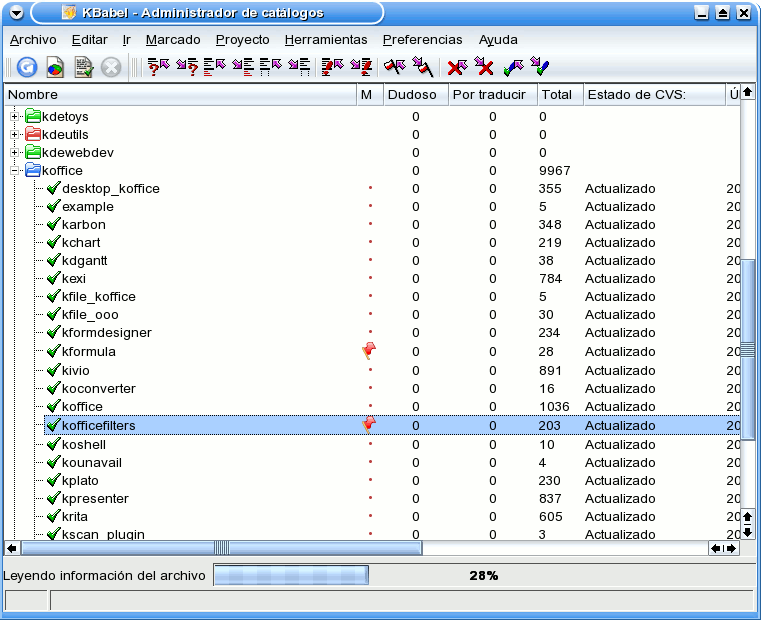 KBabel - Administrador de catálogos
Archivo Editar Ir Marcado Proyecto Herramientas Preferencias Ayuda
Nombre M Dudoso Por traducir Total Estado de CVS: Ú
kdetoys 0 0 0
kdeutils 0 0 0
kdewebdev 0 0 0
koffice 0 0 9967
desktop_koffice 0 0 355 Actualizado 20
example 0 0 5 Actualizado 20
karbon 0 0 348 Actualizado 20
kchart 0 0 219 Actualizado 20
kdgantt 0 0 38 Actualizado 20
kexi 0 0 784 Actualizado 20
kfile_koffice 0 0 5 Actualizado 20
kfile_ooo 0 0 30 Actualizado 20
kformdesigner 0 0 234 Actualizado 20
kformula 0 0 28 Actualizado 20
kivio 0 0 891 Actualizado 20
koconverter 0 0 16 Actualizado 20
koffice 0 0 1036 Actualizado 20
kofficefilters 0 0 203 Actualizado 20
koshell 0 0 10 Actualizado 20
kounavail 0 0 4 Actualizado 20
kplato 0 0 230 Actualizado 20
kpresenter 0 0 837 Actualizado 20
krita 0 0 605 Actualizado 20
kscan_plugin 0 0 3 Actualizado 20
Leyendo información del archivo 28%